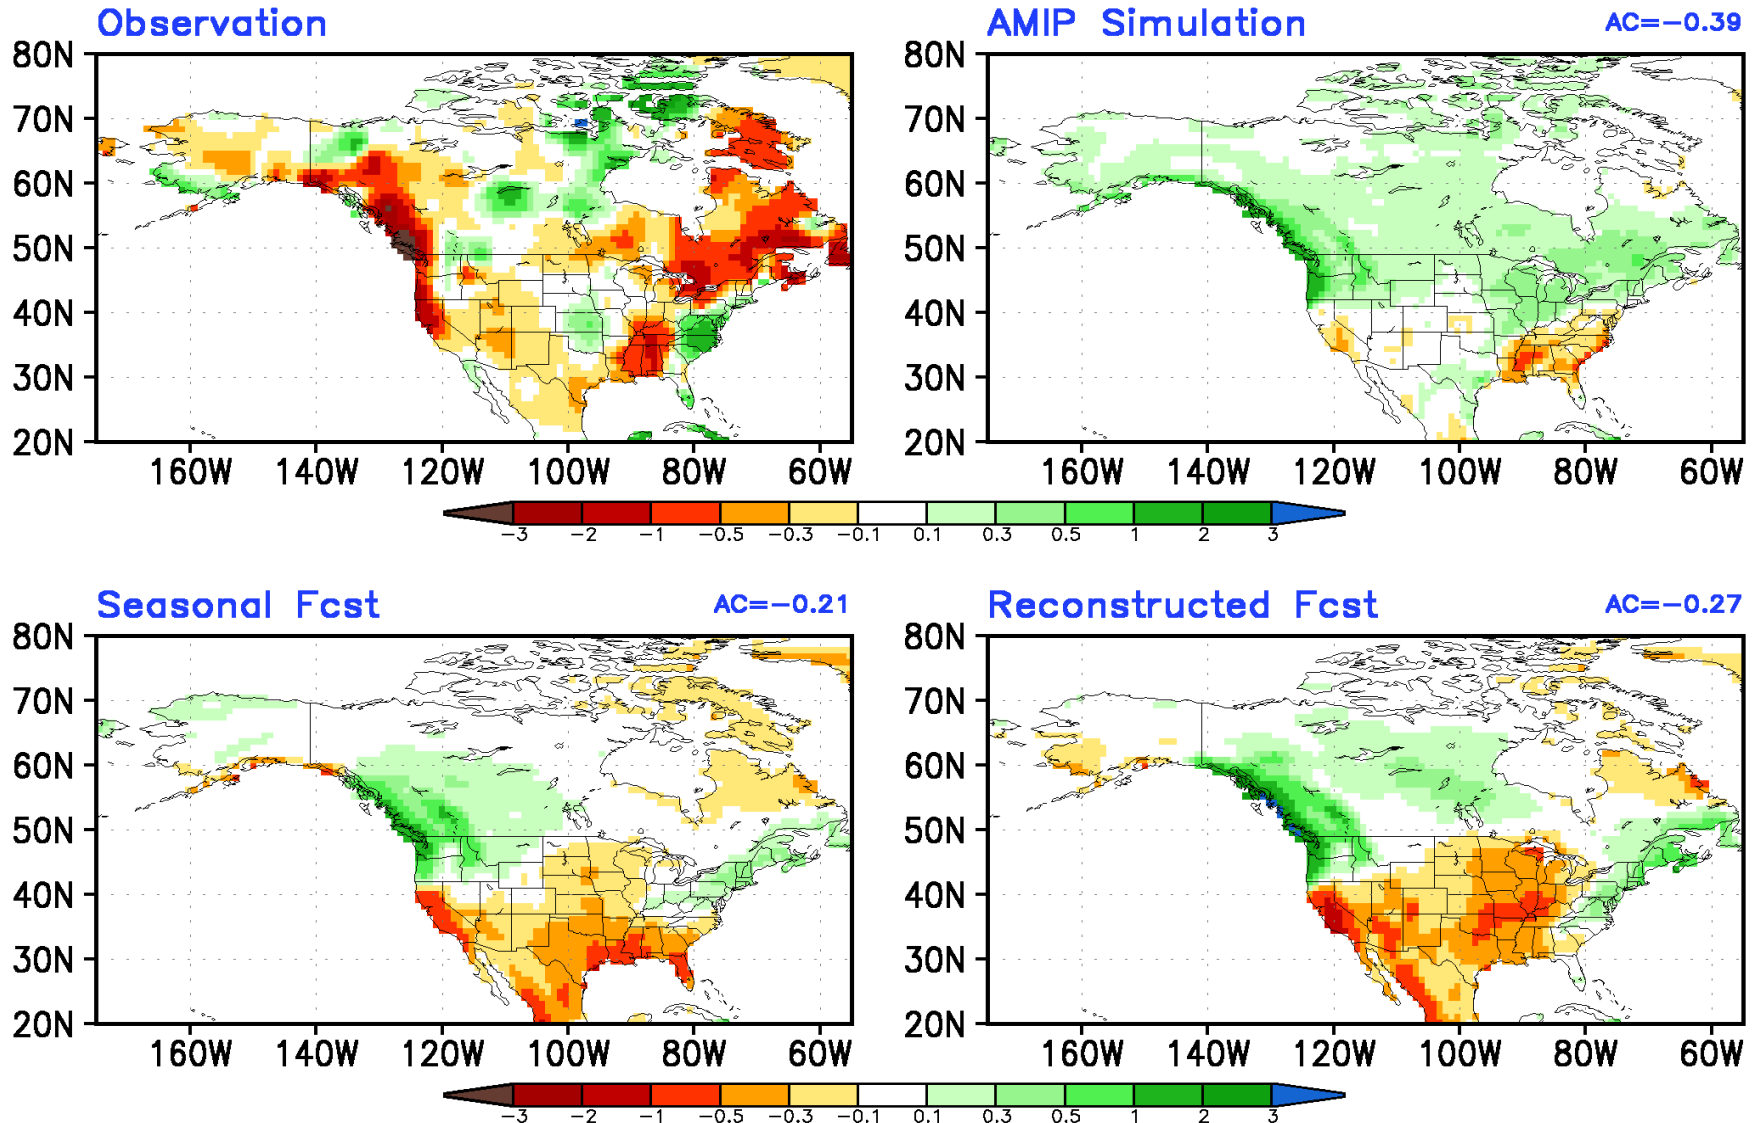 Observation
AMIP Simulation AC=-0.39
80N 80N
70N 70N
60N 60N
50N 50N
40N 40N
30N 30N
20N 20N
160W 140W 120W 100W 80W 60W 160W 140W 120W 100W 80W 60W
-3 -2 -1 -0.5 -0.3 -0.1 0.1 0.3 0.5 1 2 3
Seasonal Fcst AC=-0.21
Reconstructed Fcst AC=-0.27
80N 80N
70N 70N
60N 60N
50N 50N
40N 40N
30N 30N
20N 20N
160W 140W 120W 100W 80W 60W 160W 140W 120W 100W 80W 60W
-3 -2 -1 -0.5 -0.3 -0.1 0.1 0.3 0.5 1 2 3